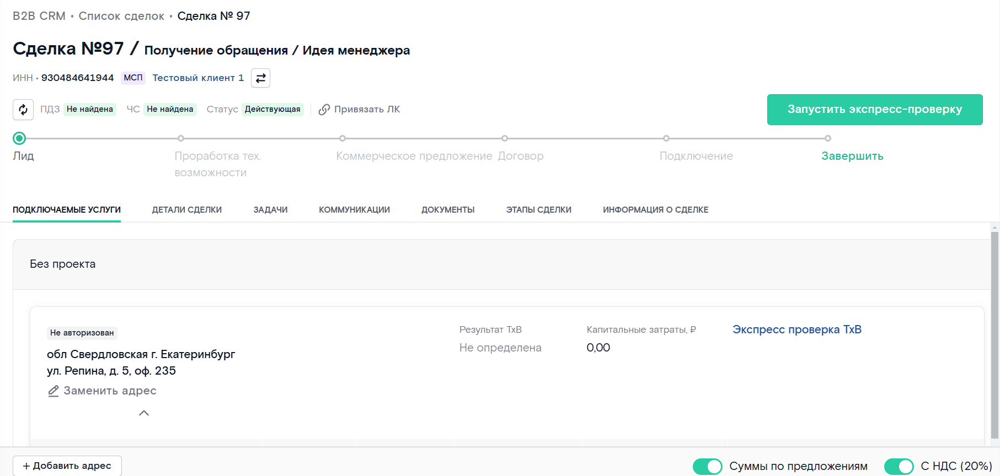 B2B CRM • Список сделок • Сделка № 97
Сделка №97 / Получение обращения / Идея менеджера
ИНН • 930484641944 МСП Тестовый клиент 1
ПДЗ Не найдена ЧС Не найдена Статус Действующая Привязать ЛК
Запустить экспресс-проверку
Лид
Проработка тех.
возможности
Коммерческое предложение
Договор
Подключение
Завершить
ПОДКЛЮЧАЕМЫЕ УСЛУГИ
ДЕТАЛИ СДЕЛКИ
ЗАДАЧИ
КОММУНИКАЦИИ
ДОКУМЕНТЫ
ЭТАПЫ СДЕЛКИ
ИНФОРМАЦИЯ О СДЕЛКЕ
Без проекта
Не авторизован
обл Свердловская г. Екатеринбург
ул. Репина, д. 5, оф. 235
Заменить адрес
Результат ТхВ
Не определена
Капитальные затраты, ₽
0,00
Экспресс проверка ТхВ
+ Добавить адрес
Суммы по предложениям
С НДС (20%)